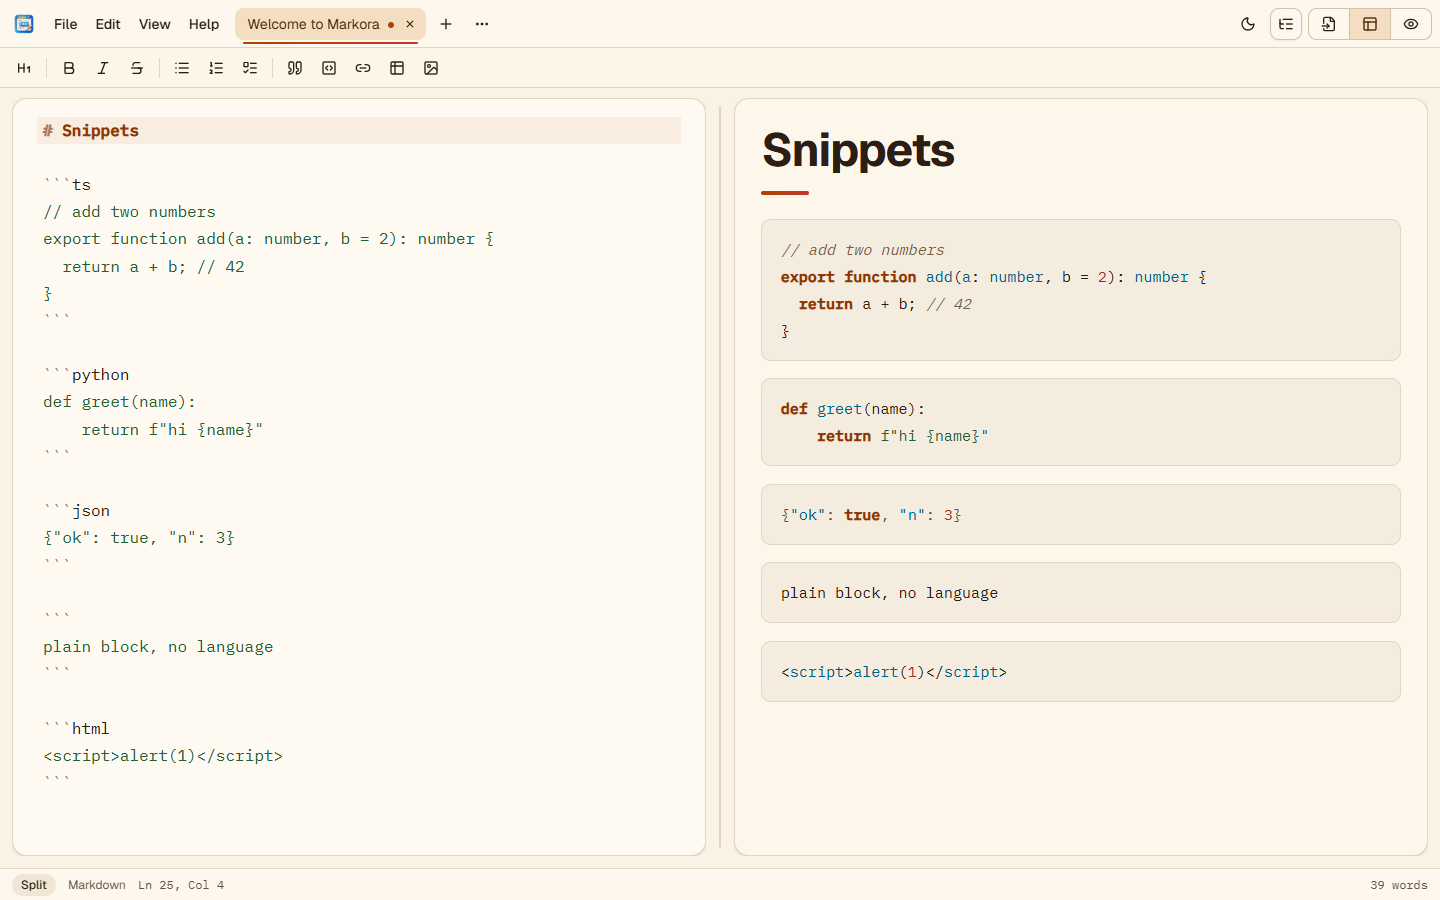 File Edit View Help Welcome to Markora
H1
# Snippets
```ts
// add two numbers
export function add(a: number, b = 2): number {
  return a + b; // 42
}
```
```python
def greet(name):
    return f"hi {name}"
```
```json
{"ok": true, "n": 3}
```
```
plain block, no language
```
```html
<script>alert(1)</script>
```
Snippets
// add two numbers
export function add(a: number, b = 2): number {
  return a + b; // 42
}
def greet(name):
    return f"hi {name}"
{"ok": true, "n": 3}
plain block, no language
<script>alert(1)</script>
Split Markdown Ln 25, Col 4 39 words